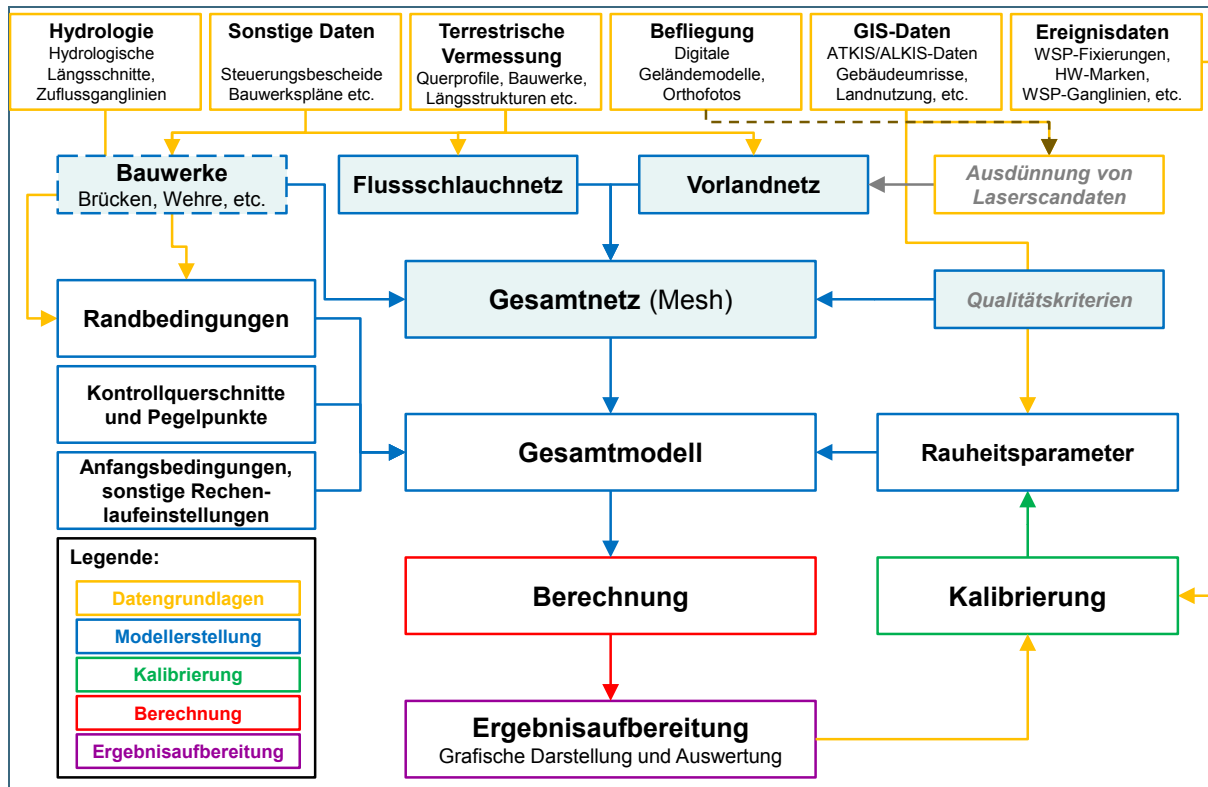 Hydrologie
Hydrologische
Längsschnitte,
Zuflussganglinien
Sonstige Daten
Steuerungsbescheide
Bauwerkspläne etc.
Terrestrische
Vermessung
Querprofile, Bauwerke,
Längsstrukturen etc.
Befliegung
Digitale
Geländemodelle,
Orthofotos
GIS-Daten
ATKIS/ALKIS-Daten
Gebäudeumrisse,
Landnutzung, etc.
Ereignisdaten
WSP-Fixierungen,
HW-Marken,
WSP-Ganglinien, etc.
Bauwerke
Brücken, Wehre, etc.
Flussschlauchnetz
Vorlandnetz
Ausdünnung von
Laserscandaten
Randbedingungen
Gesamtnetz (Mesh)
Qualitätskriterien
Kontrollquerschnitte
und Pegelpunkte
Gesamtmodell
Rauheitsparameter
Anfangsbedingungen,
sonstige Rechen-
laufeinstellungen
Legende:
Datengrundlagen
Modellerstellung
Kalibrierung
Berechnung
Ergebnisaufbereitung
Berechnung
Kalibrierung
Ergebnisaufbereitung
Grafische Darstellung und Auswertung